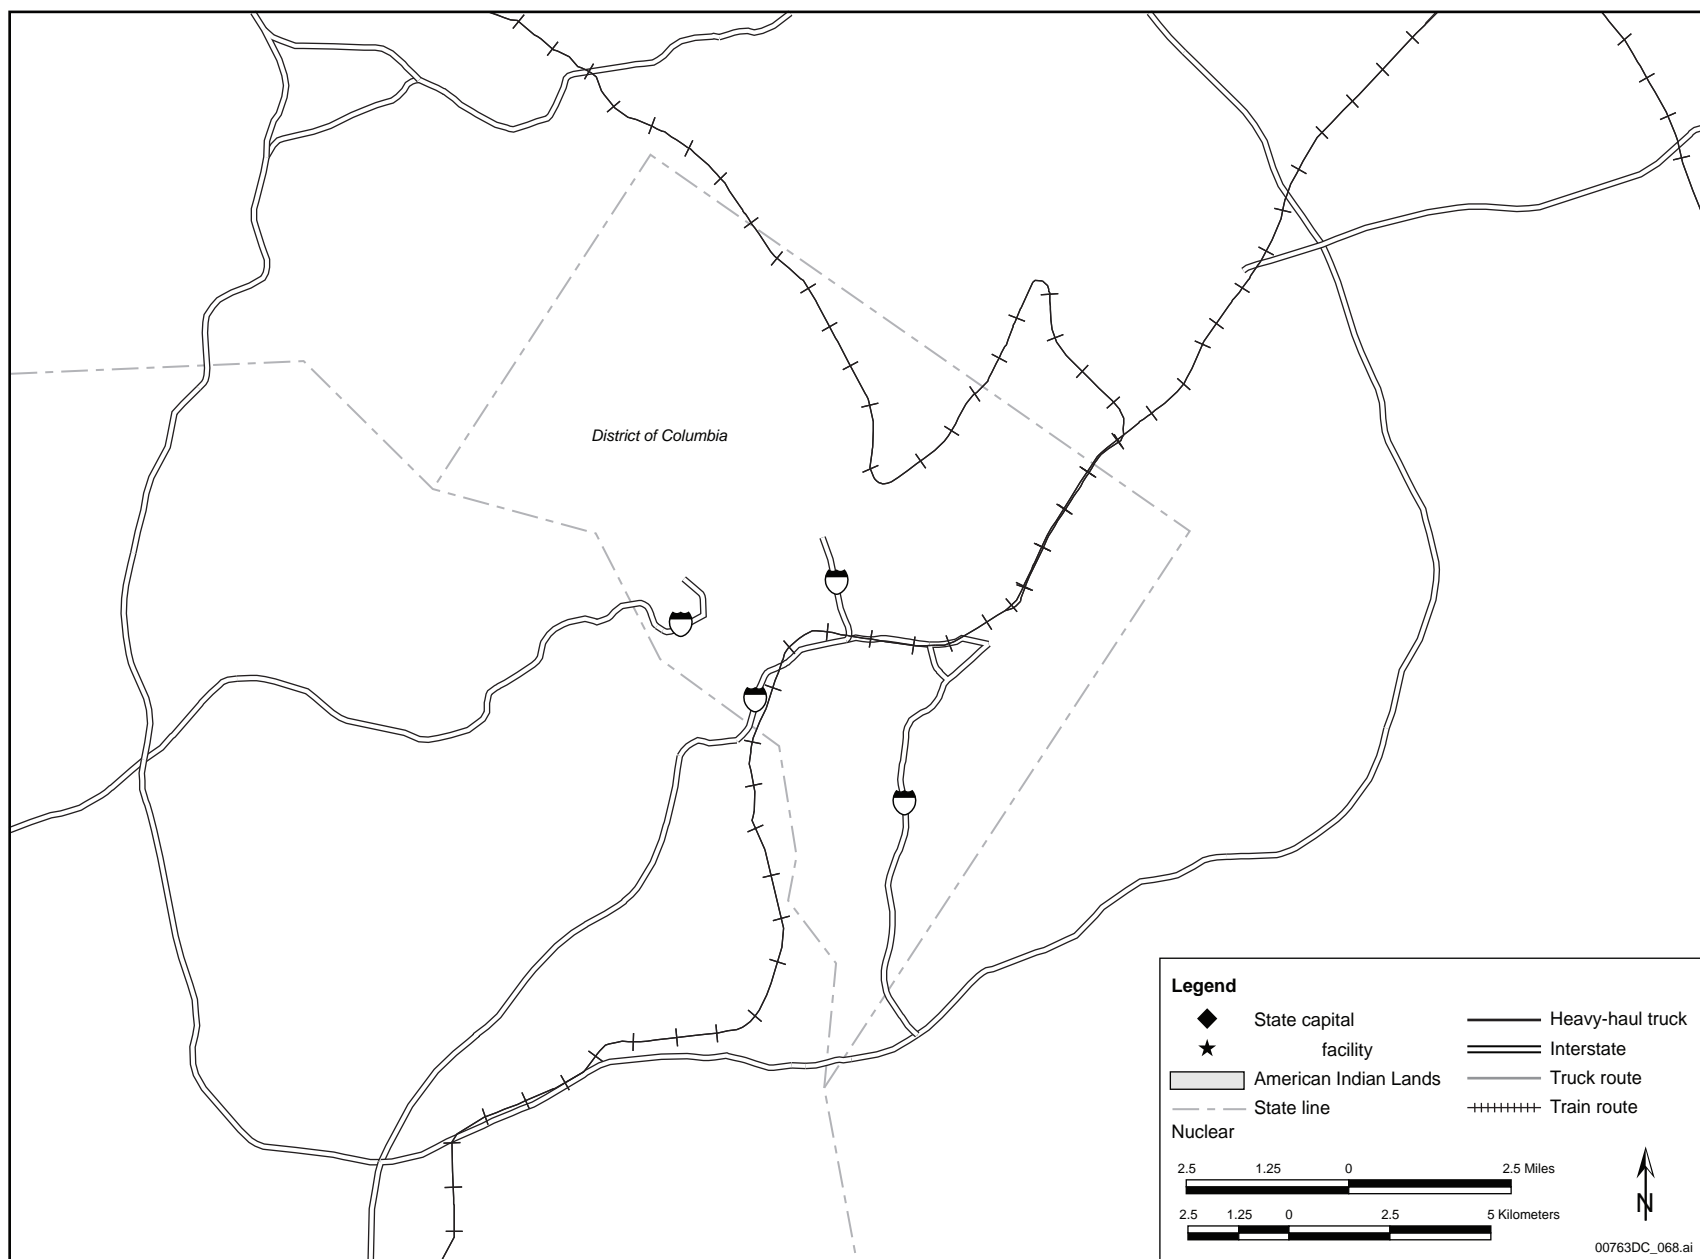 District of Columbia
Legend
State capital
facility
American Indian Lands
State line
Nuclear
Heavy-haul truck
Interstate
Truck route
Train route
2.5 1.25 0 2.5 Miles
2.5 1.25 0 2.5 5 Kilometers
N
00763DC_068.ai